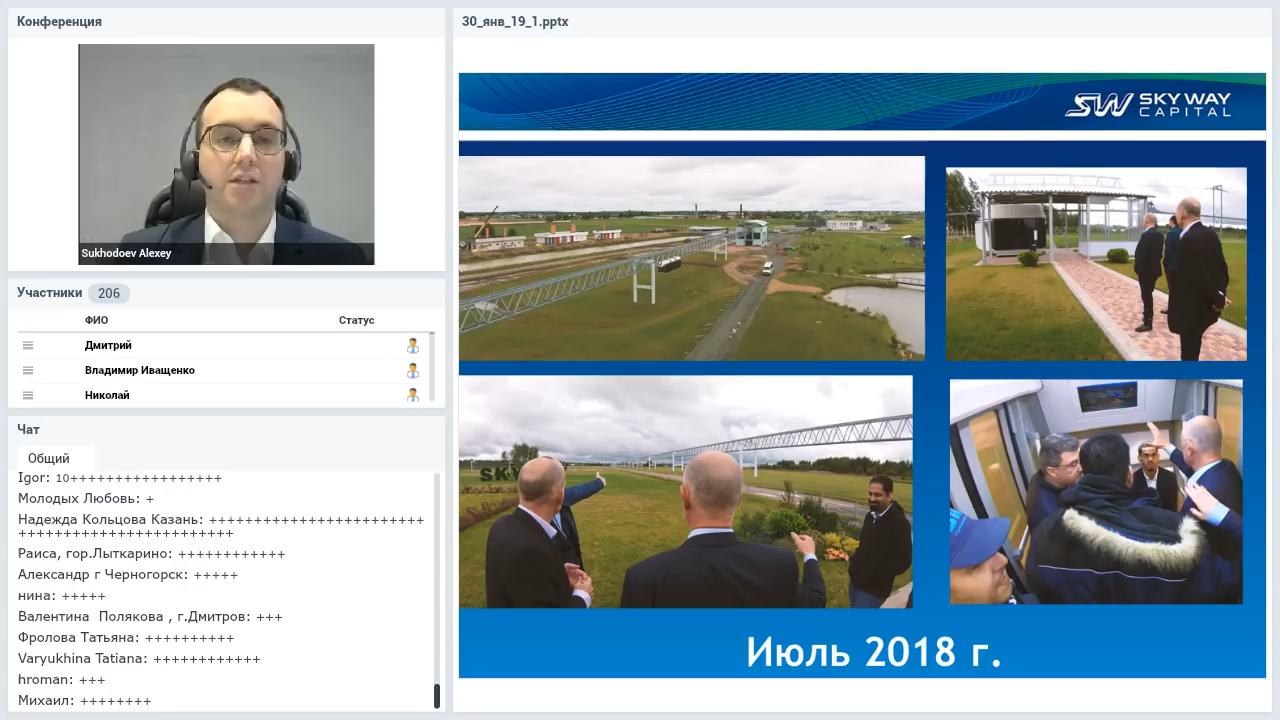 Конференция
Sukhodoev Alexey
Участники 206
ФИО Статус
Дмитрий
Владимир Иващенко
Николай
Чат
Общий
Igor: 10+++++++++++++++++
Молодых Любовь: +
Надежда Кольцова Казань: ++++++++++++++++++++++++
++++++++++++++++++++++++
Раиса, гор.Лыткарино: ++++++++++++
Александр г Черногорск: +++++
нина: +++++
Валентина  Полякова , г.Дмитров: +++
Фролова Татьяна: ++++++++++
Varyukhina Tatiana: ++++++++++++
hroman: +++
Михаил: ++++++++
30_янв_19_1.pptx
SW SKY WAY
CAPITAL
SKY
Июль 2018 г.